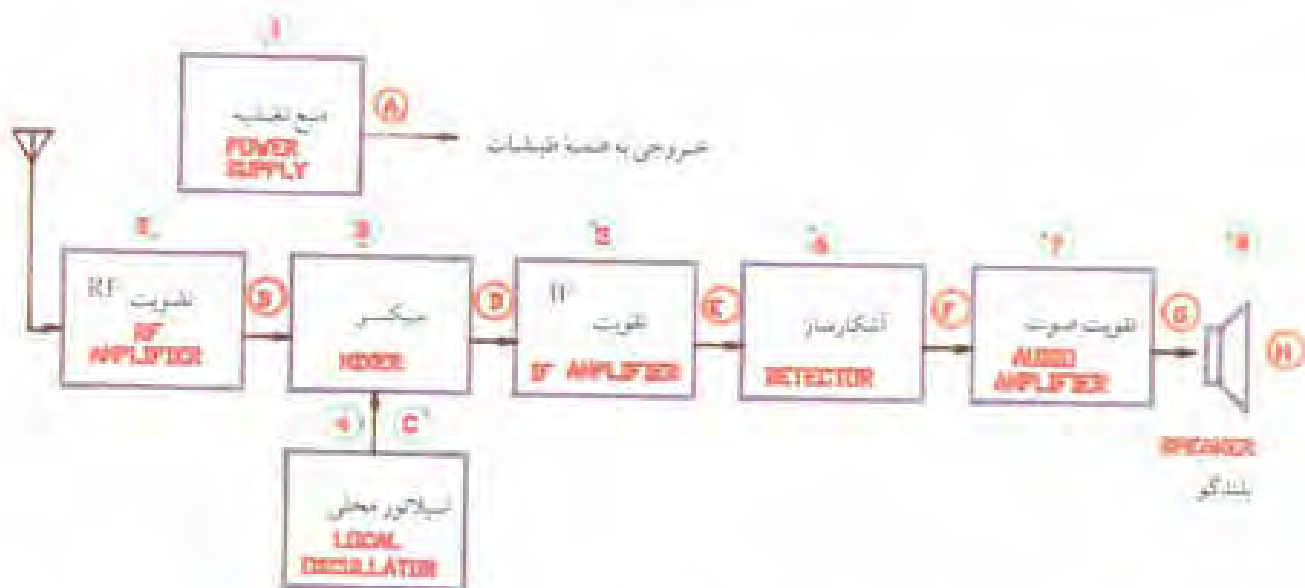 1
منبع تغذیه
POWER
SUPPLY
A
خروجی به همهٔ طبقات
2
تقویت RF
RF
AMPLIFIER
B
3
میکسر
MIXER
D
5
IF
تقویت
IF AMPLIFIER
E
6
آشکارساز
DETECTOR
F
7
تقویت صوت
AUDIO
AMPLIFIER
G
8
H
SPEAKER
بلندگو
4
C
اسیلاتور محلی
LOCAL
OSCILLATOR